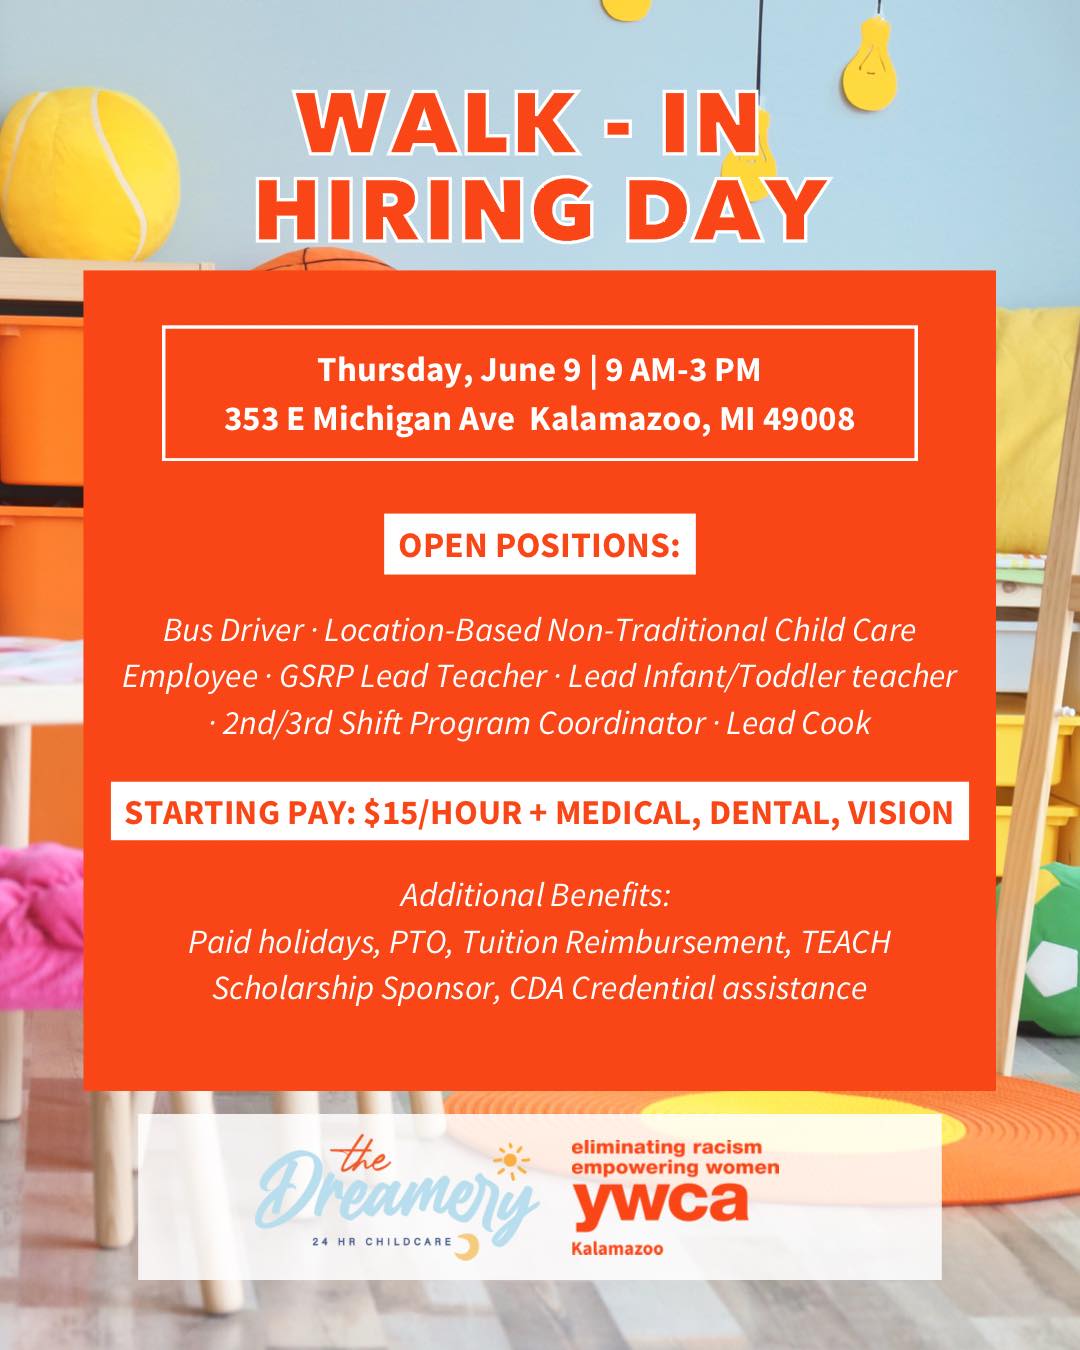 WALK - IN
HIRING DAY
Thursday, June 9 | 9 AM-3 PM
353 E Michigan Ave  Kalamazoo, MI 49008
OPEN POSITIONS:
Bus Driver · Location-Based Non-Traditional Child Care
Employee · GSRP Lead Teacher · Lead Infant/Toddler teacher
· 2nd/3rd Shift Program Coordinator · Lead Cook
STARTING PAY: $15/HOUR + MEDICAL, DENTAL, VISION
Additional Benefits:
Paid holidays, PTO, Tuition Reimbursement, TEACH
Scholarship Sponsor, CDA Credential assistance
the
Dreamery
24 HR CHILDCARE
eliminating racism
empowering women
ywca
Kalamazoo